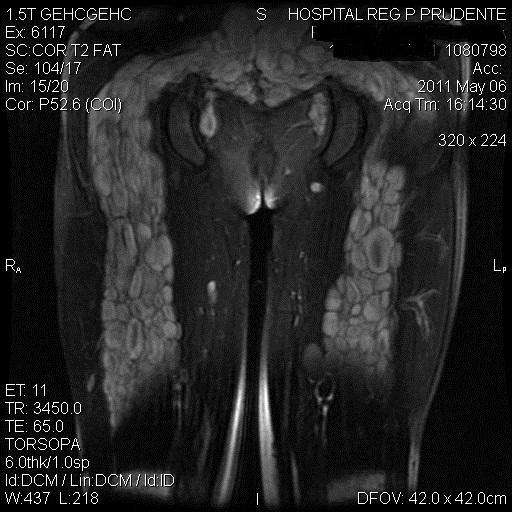 1.5T GEHCGEHC
Ex: 6117
SC:COR T2 FAT
Se: 104/17
Im: 15/20
Cor: P52.6 (COI)
S
HOSPITAL REG P PRUDENTE
1080798
Acc:
2011 May 06
Acq Tm: 16:14:30
320 x 224
RA
LP
ET: 11
TR: 3450.0
TE: 65.0
TORSOPA
6.0thk/1.0sp
Id:DCM / Lin:DCM / Id:ID
W:437 L:218
I
DFOV: 42.0 x 42.0cm